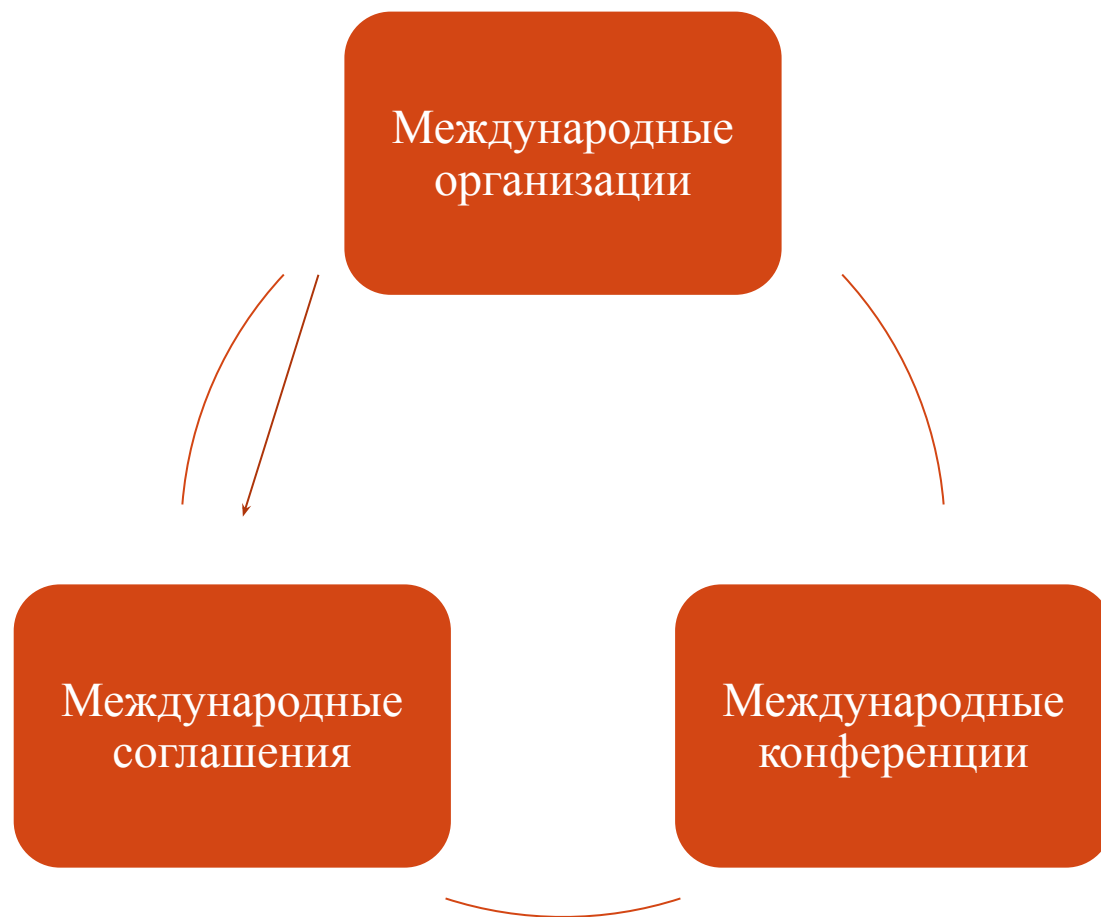 Международные
организации
Международные
соглашения
Международные
конференции